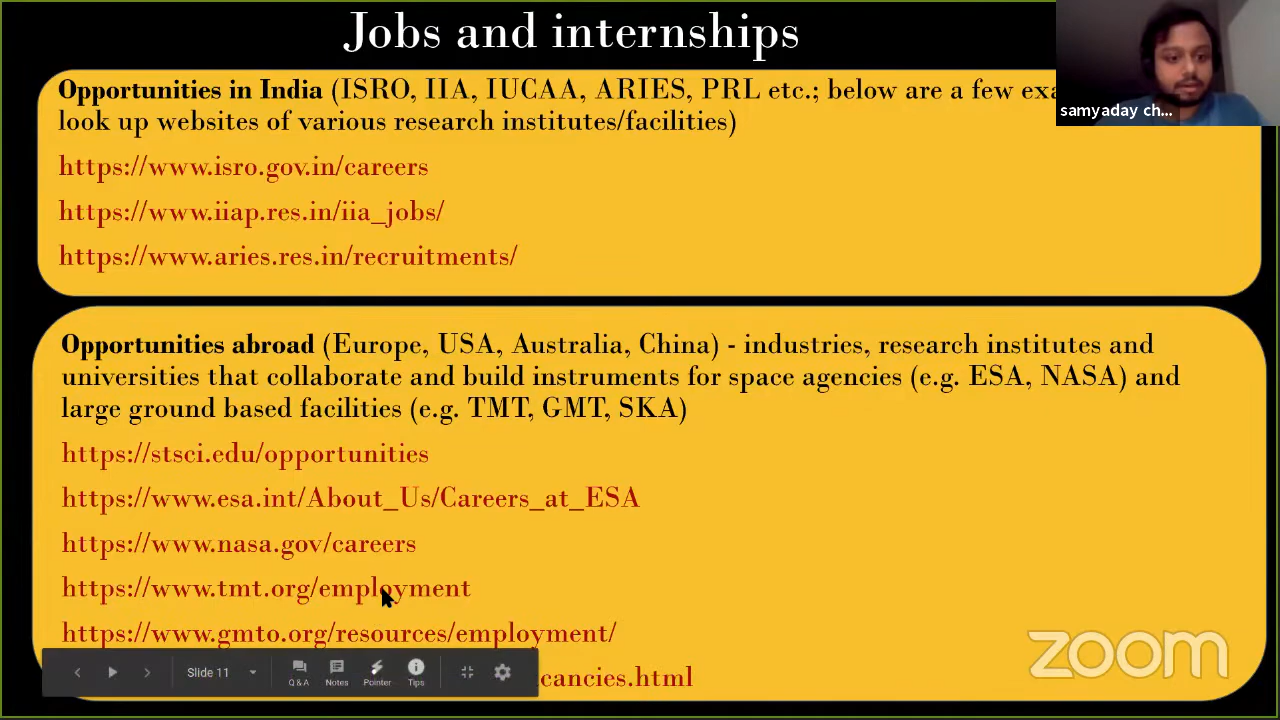 Jobs and internships
Opportunities in India (ISRO, IIA, IUCAA, ARIES, PRL etc.; below are a few exa
look up websites of various research institutes/facilities)
samyaday ch...
https://www.isro.gov.in/careers
https://www.iiap.res.in/iia_jobs/
https://www.aries.res.in/recruitments/
Opportunities abroad (Europe, USA, Australia, China) - industries, research institutes and
universities that collaborate and build instruments for space agencies (e.g. ESA, NASA) and
large ground based facilities (e.g. TMT, GMT, SKA)
https://stsci.edu/opportunities
https://www.esa.int/About_Us/Careers_at_ESA
https://www.nasa.gov/careers
https://www.tmt.org/employment
https://www.gmto.org/resources/employment/
cancies.html
Slide 11
Q & A
Notes
Pointer
Tips
zoom